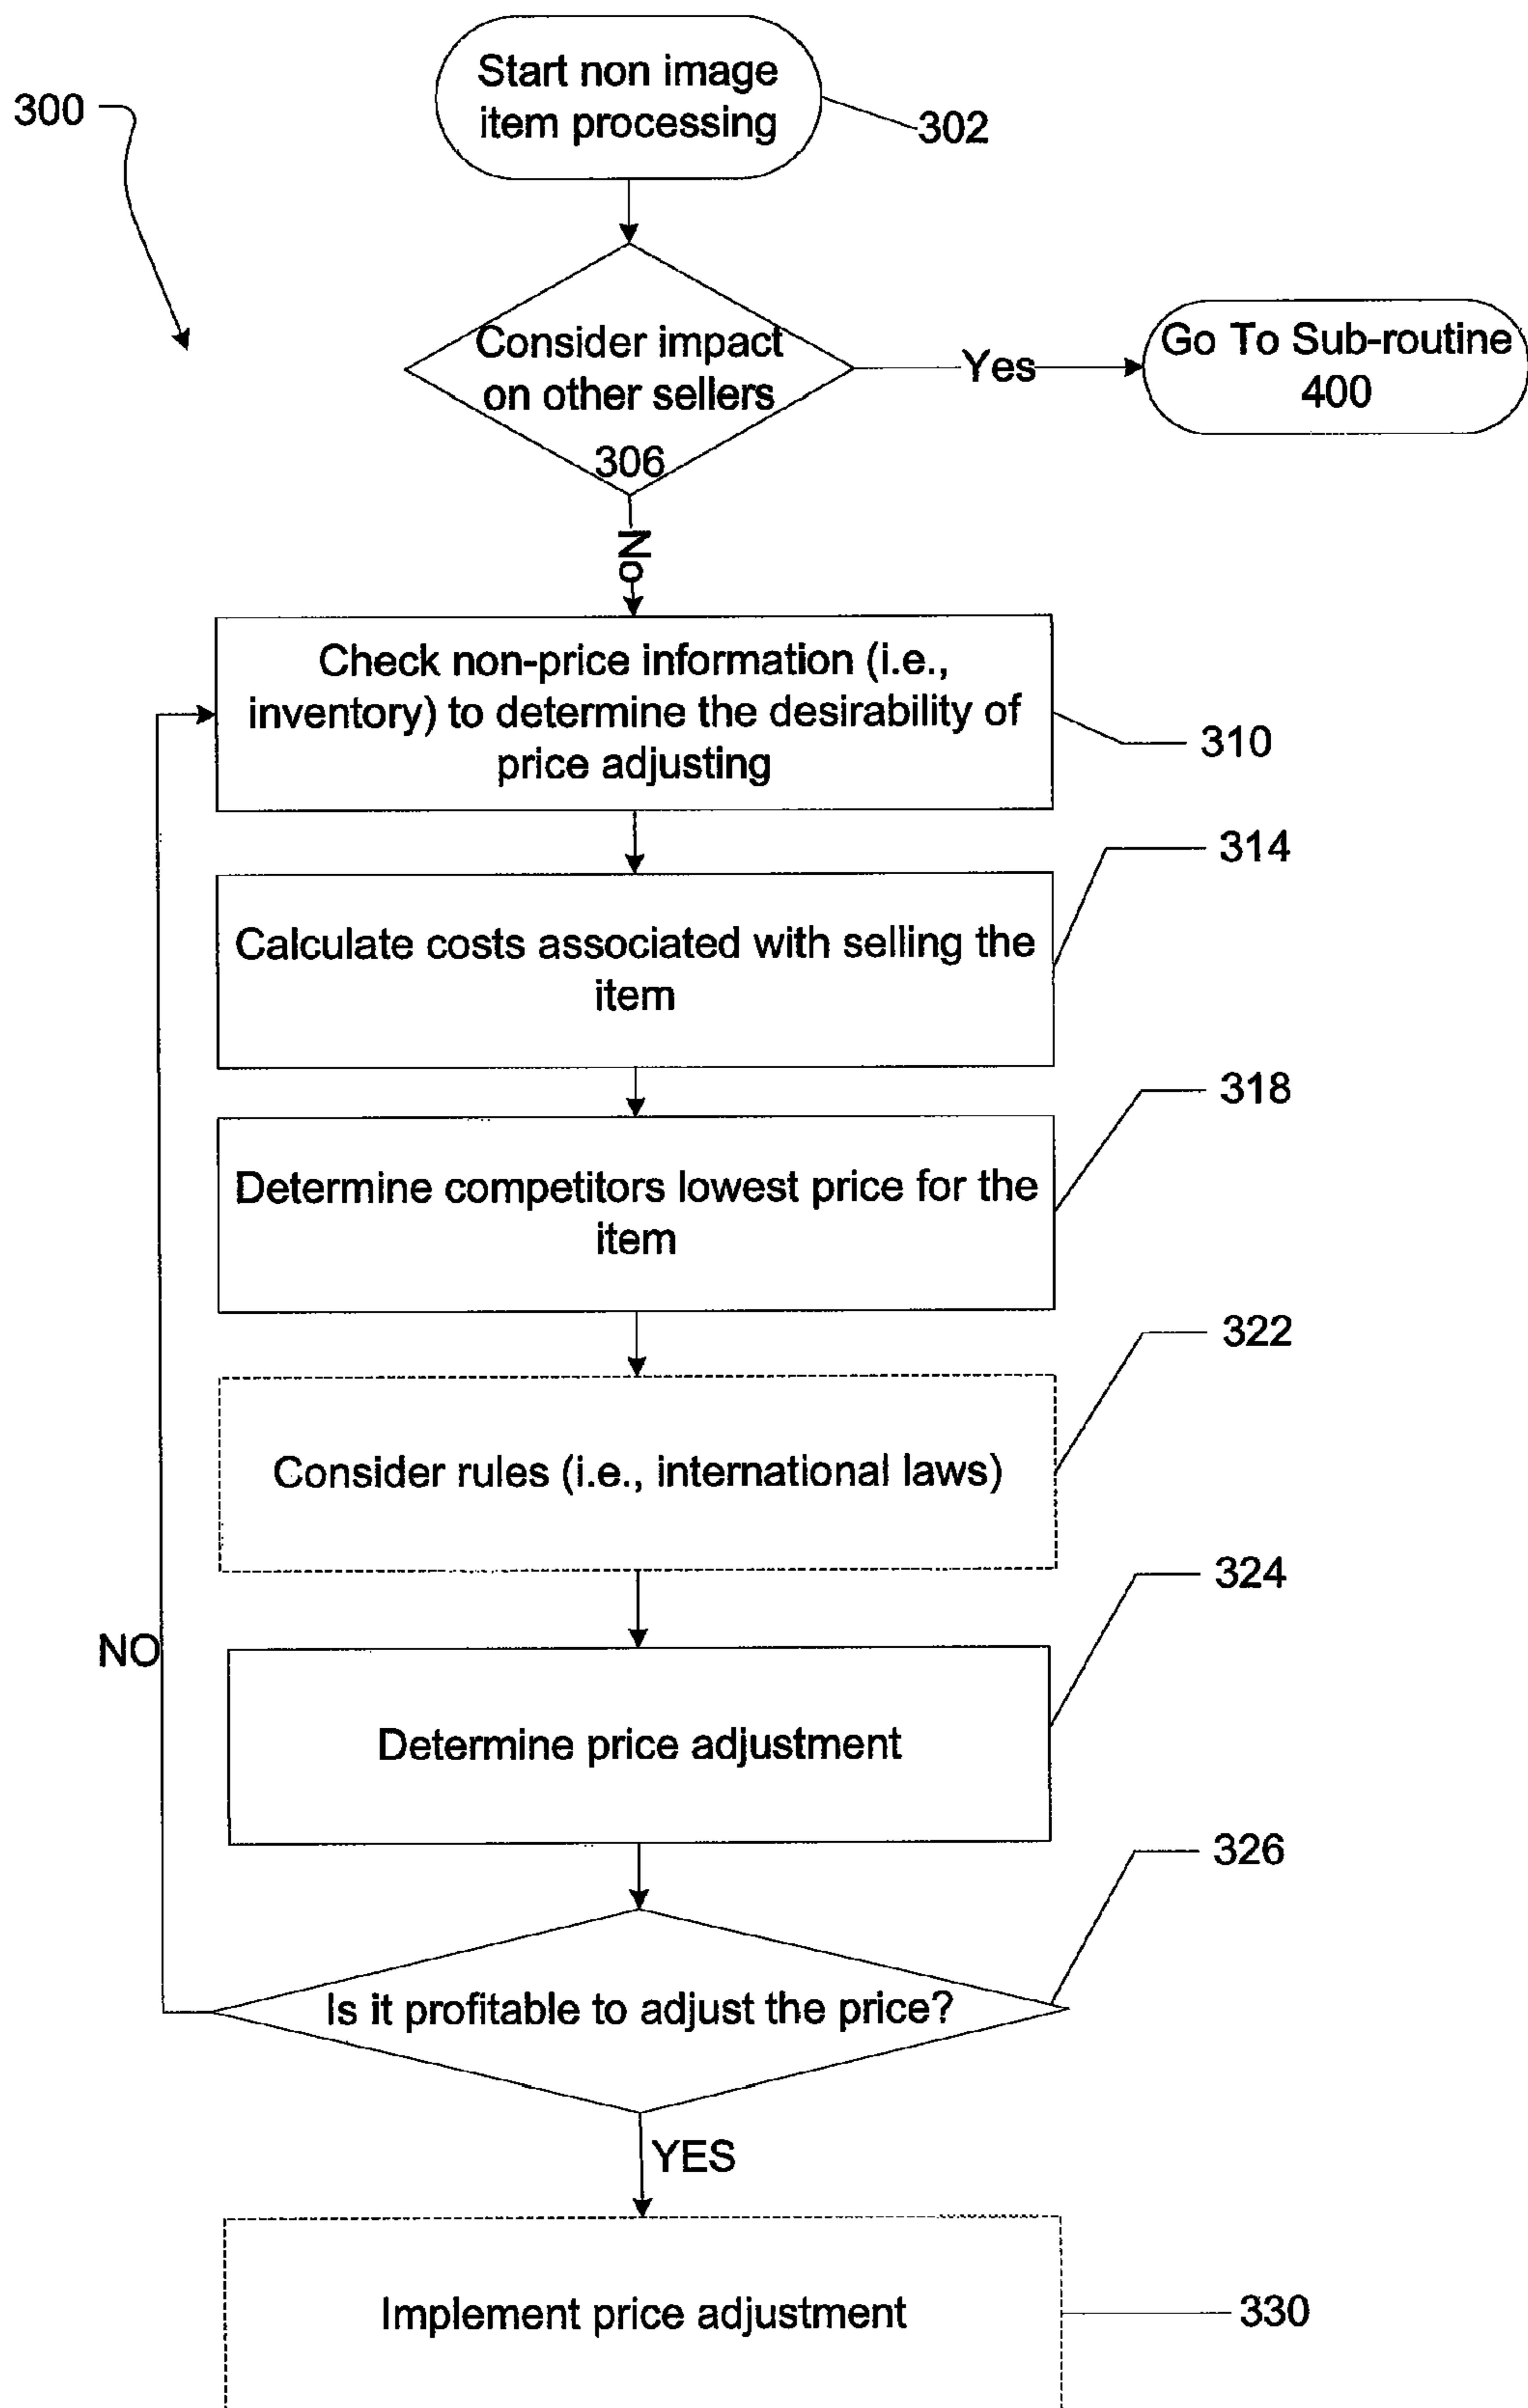 300
Start non image
item processing
302
Consider impact
on other sellers
306
Yes
Go To Sub-routine
400
No
Check non-price information (i.e.,
inventory) to determine the desirability of
price adjusting
310
314
Calculate costs associated with selling the
item
318
Determine competitors lowest price for the
item
322
Consider rules (i.e., international laws)
324
NO
Determine price adjustment
326
Is it profitable to adjust the price?
YES
Implement price adjustment
330